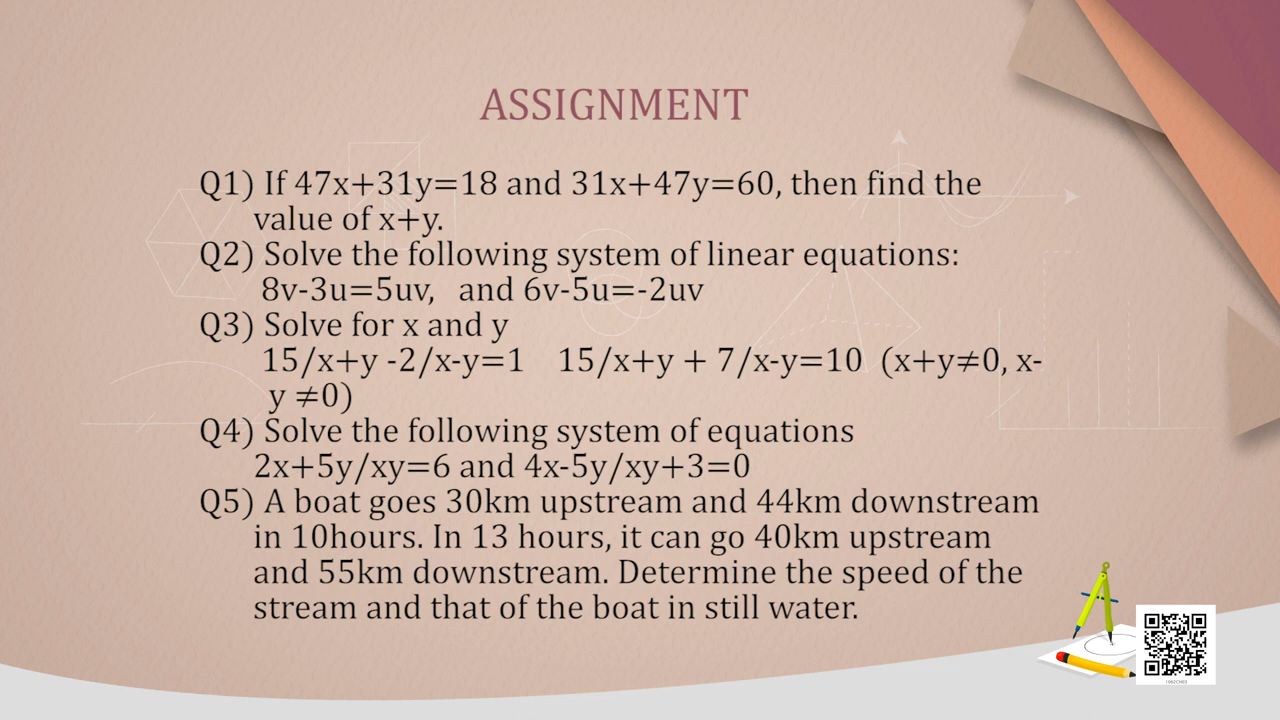 ASSIGNMENT
Q1) If 47x+31y=18 and 31x+47y=60, then find the
value of x+y.
Q2) Solve the following system of linear equations:
8v-3u=5uv, and 6v-5u=-2uv
Q3) Solve for x and y
15/x+y -2/x-y=1 15/x+y + 7/x-y=10 (x+y≠0, x-
y ≠0)
Q4) Solve the following system of equations
2x+5y/xy=6 and 4x-5y/xy+3=0
Q5) A boat goes 30km upstream and 44km downstream
in 10hours. In 13 hours, it can go 40km upstream
and 55km downstream. Determine the speed of the
stream and that of the boat in still water.